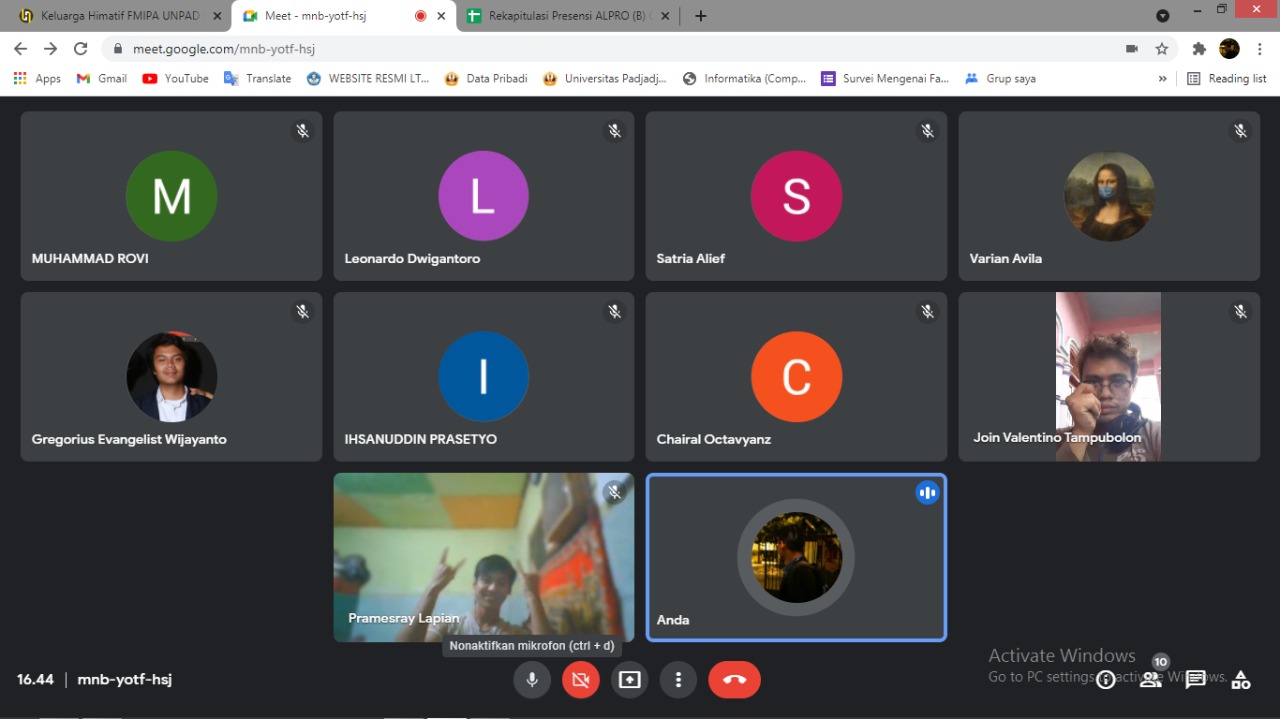 Keluarga Himatif FMIPA UNPAD
Meet - mnb-yotf-hsj
Rekapitulasi Presensi ALPRO (B)
meet.google.com/mnb-yotf-hsj
Apps
Gmail
YouTube
Translate
WEBSITE RESMI LT...
Data Pribadi
Universitas Padjadj...
Informatika (Comp...
Survei Mengenai Fa...
Grup saya
»
Reading list
M
MUHAMMAD ROVI
L
Leonardo Dwigantoro
S
Satria Alief
Varian Avila
Gregorius Evangelist Wijayanto
I
IHSANUDDIN PRASETYO
C
Chairal Octavyanz
Join Valentino Tampubolon
Pramesray Lapian
Anda
Nonaktifkan mikrofon (ctrl + d)
16.44 | mnb-yotf-hsj
10
Activate Windows
Go to PC settings to activate Windows.